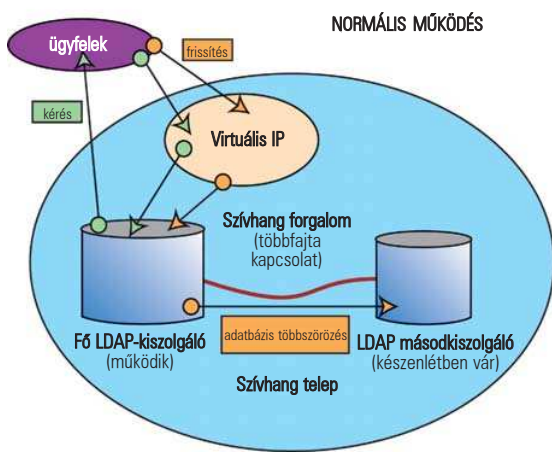 NORMÁLIS MŰKÖDÉS
ügyfelek
frissítés
kérés
Virtuális IP
Szívhang forgalom
(többfajta
kapcsolat)
Fő LDAP-kiszolgáló
(működik)
adatbázis többszörözés
LDAP másodkiszolgáló
(készenlétben vár)
Szívhang telep